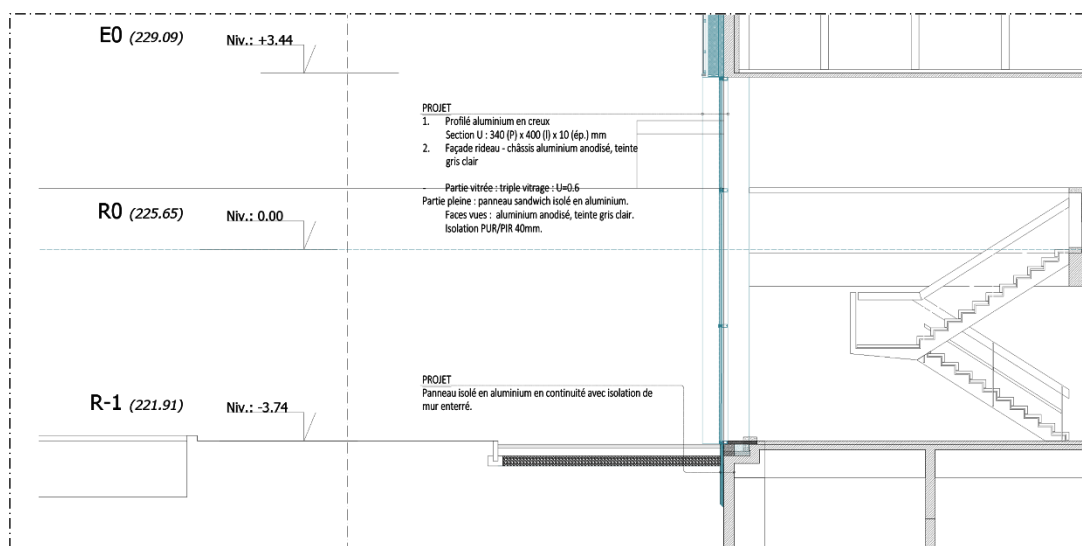 E0 (229.09) Niv.: +3.44
PROJET
1. Profilé aluminium en creux
Section U : 340 (P) x 400 (l) x 10 (ép.) mm
2. Façade rideau - châssis aluminium anodisé, teinte
gris clair
- Partie vitrée : triple vitrage : U=0.6
Partie pleine : panneau sandwich isolé en aluminium.
Faces vues : aluminium anodisé, teinte gris clair.
Isolation PUR/PIR 40mm.
R0 (225.65) Niv.: 0.00
PROJET
Panneau isolé en aluminium en continuité avec isolation de
mur enterré.
R-1 (221.91) Niv.: -3.74